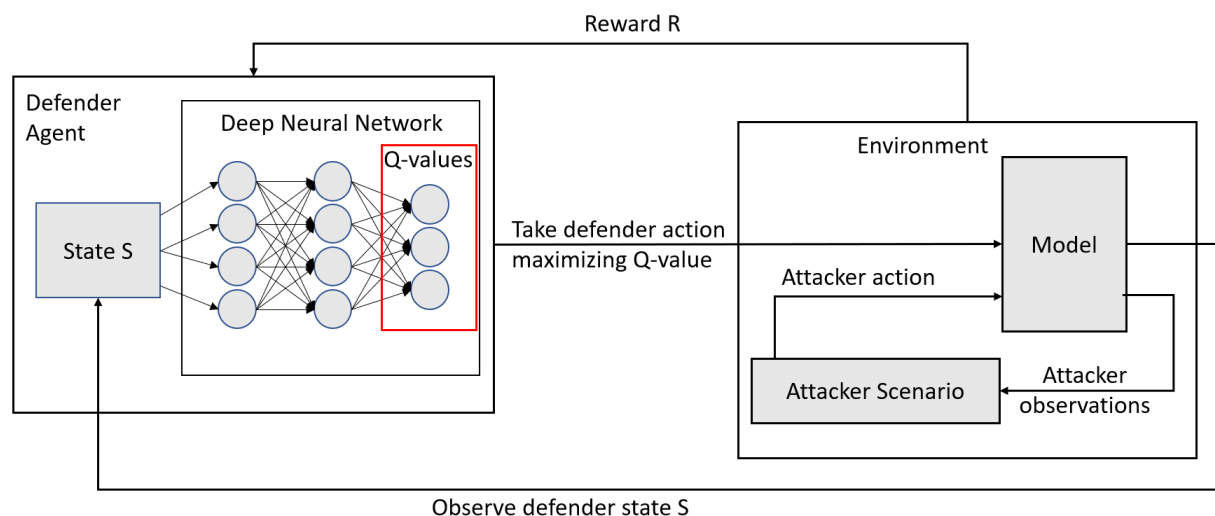 Reward R
Defender
Agent
Deep Neural Network
Q-values
State S
Take defender action
maximizing Q-value
Environment
Model
Attacker action
Attacker Scenario
Attacker
observations
Observe defender state S